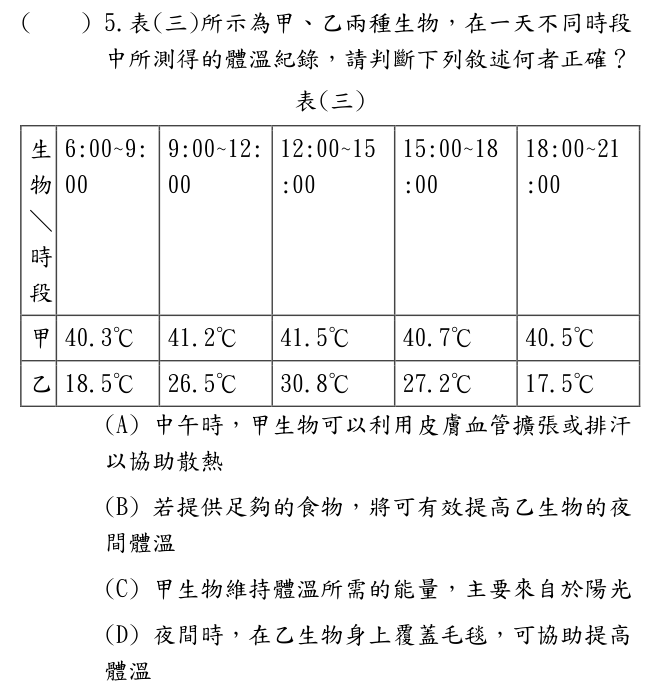 (　　) 5.表(三)所示為甲、乙兩種生物，在一天不同時段
中所測得的體溫紀錄，請判斷下列敘述何者正確？
表(三)
生物＼時段 6:00~9:00 9:00~12:00 12:00~15:00 15:00~18:00 18:00~21:00
甲 40.3℃ 41.2℃ 41.5℃ 40.7℃ 40.5℃
乙 18.5℃ 26.5℃ 30.8℃ 27.2℃ 17.5℃
(A) 中午時，甲生物可以利用皮膚血管擴張或排汗
以協助散熱
(B) 若提供足夠的食物，將可有效提高乙生物的夜
間體溫
(C) 甲生物維持體溫所需的能量，主要來自於陽光
(D) 夜間時，在乙生物身上覆蓋毛毯，可協助提高
體溫